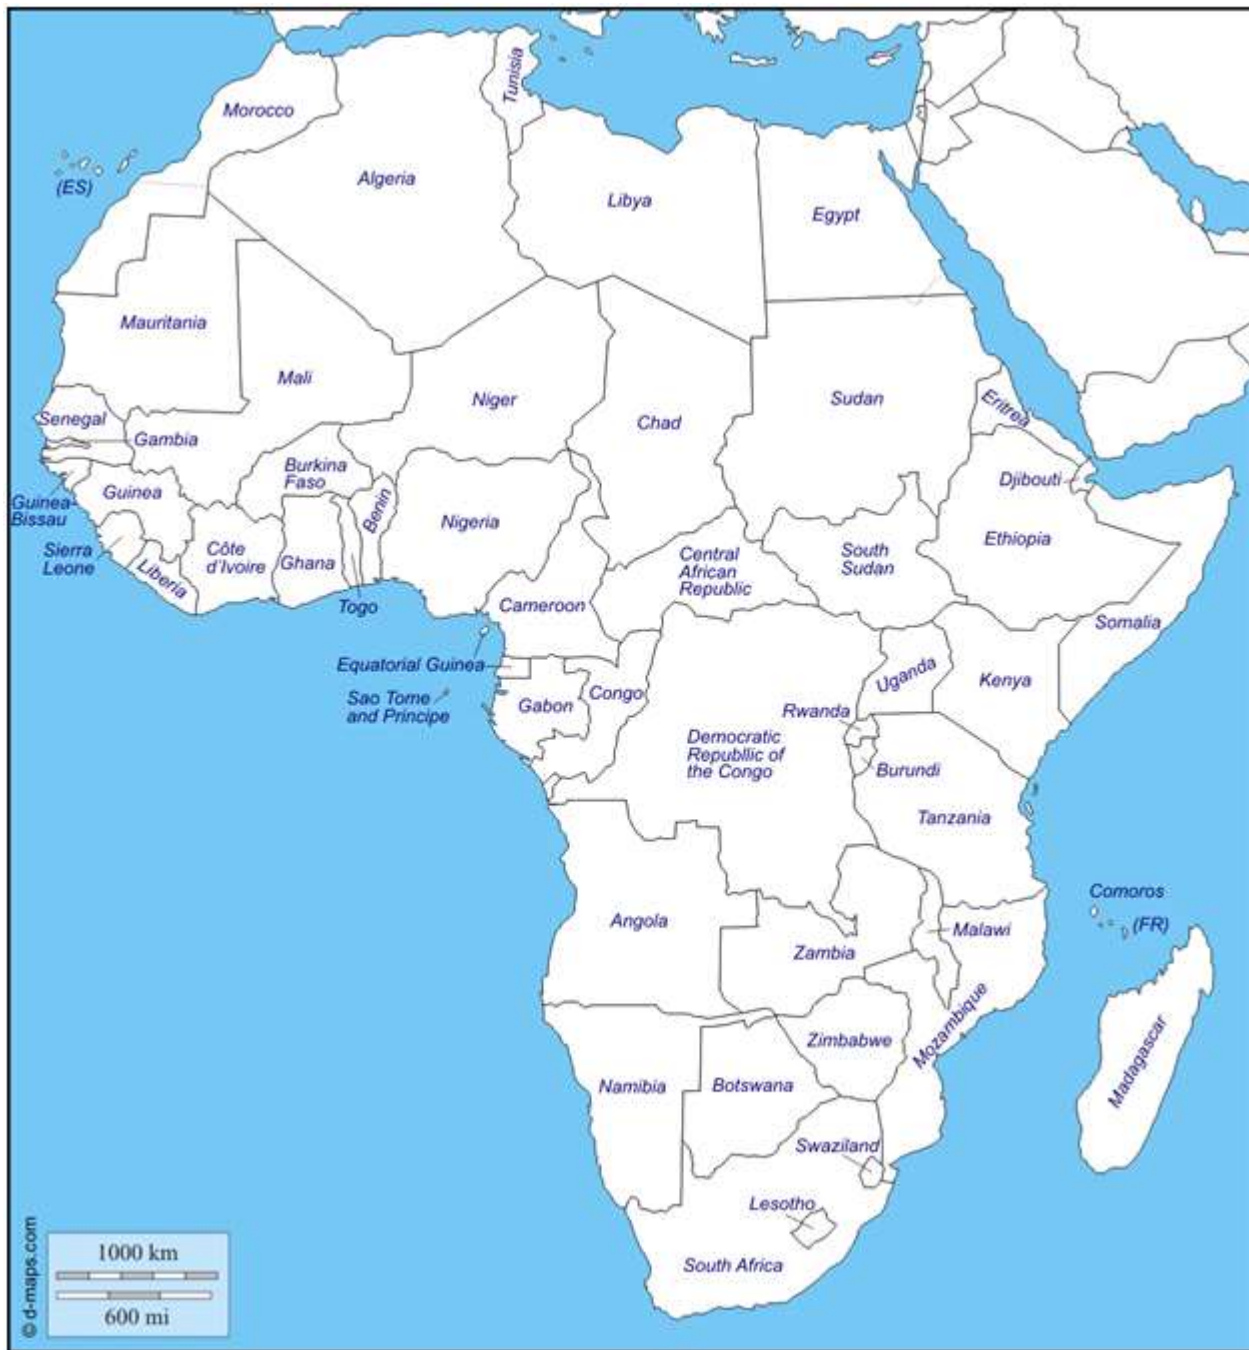 Tunisia
Morocco
Algeria
(ES)
Libya
Egypt
Mauritania
Mali
Niger
Chad
Sudan
Eritrea
Senegal
Gambia
Burkina
Faso
Djibouti
Guinea
Guinea-
Bissau
Benin
Nigeria
Ethiopia
Sierra
Leone
Côte
d'Ivoire
Ghana
Liberia
Central
African
Republic
South
Sudan
Togo
Cameroon
Somalia
Equatorial Guinea
Uganda
Kenya
Sao Tome
and Principe
Gabon
Congo
Rwanda
Democratic
Republlic of
the Congo
Burundi
Tanzania
Comoros
(FR)
Angola
Malawi
Zambia
Mozambique
Zimbabwe
Madagascar
Namibia
Botswana
Swaziland
Lesotho
South Africa
© d-maps.com
1000 km
600 mi